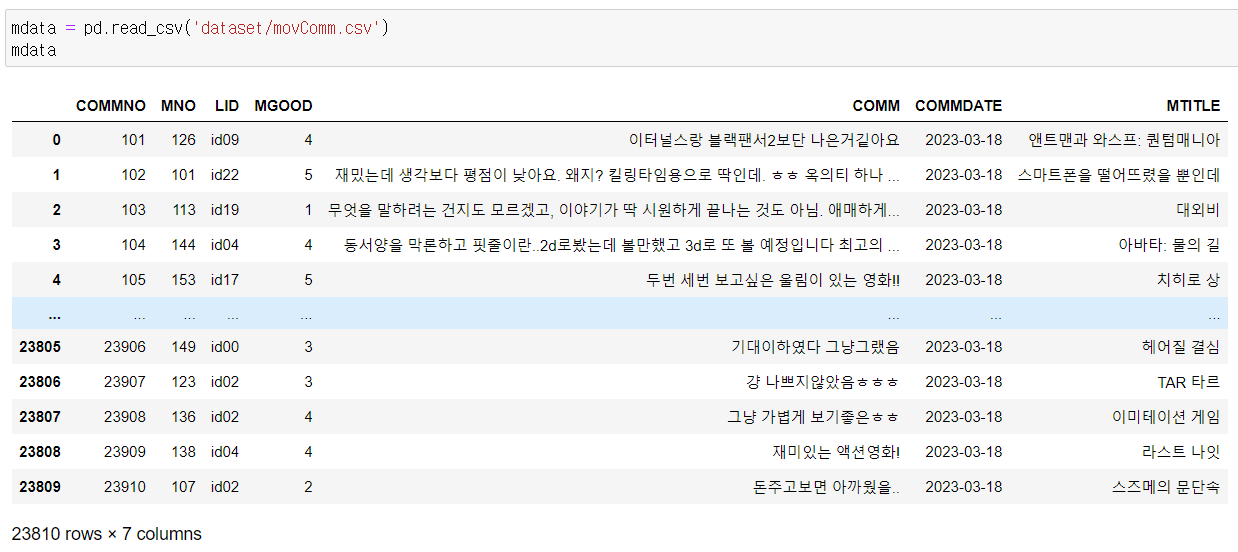 mdata = pd.read_csv('dataset/movComm.csv')
mdata
COMMNO MNO LID MGOOD COMM COMMDATE MTITLE
0 101 126 id09 4 이터널스랑 블랙팬서2보단 나은거깉아요 2023-03-18 앤트맨과 와스프: 퀀텀매니아
1 102 101 id22 5 재밌는데 생각보다 평점이 낮아요. 왜지? 킬링타임용으로 딱인데. ㅎㅎ 옥의티 하나 ... 2023-03-18 스마트폰을 떨어뜨렸을 뿐인데
2 103 113 id19 1 무엇을 말하려는 건지도 모르겠고, 이야기가 딱 시원하게 끝나는 것도 아님. 애매하게... 2023-03-18 대외비
3 104 144 id04 4 동서양을 막론하고 핏줄이란..2d로봤는데 볼만했고 3d로 또 볼 예정입니다 최고의 ... 2023-03-18 아바타: 물의 길
4 105 153 id17 5 두번 세번 보고싶은 울림이 있는 영화!! 2023-03-18 치히로 상
... ... ... ... ... ... ... ...
23805 23906 149 id00 3 기대이하였다 그냥그랬음 2023-03-18 헤어질 결심
23806 23907 123 id02 3 걍 나쁘지않았음ㅎㅎㅎ 2023-03-18 TAR 타르
23807 23908 136 id02 4 그냥 가볍게 보기좋은ㅎㅎ 2023-03-18 이미테이션 게임
23808 23909 138 id04 4 재미있는 액션영화! 2023-03-18 라스트 나잇
23809 23910 107 id02 2 돈주고보면 아까웠을.. 2023-03-18 스즈메의 문단속
23810 rows × 7 columns